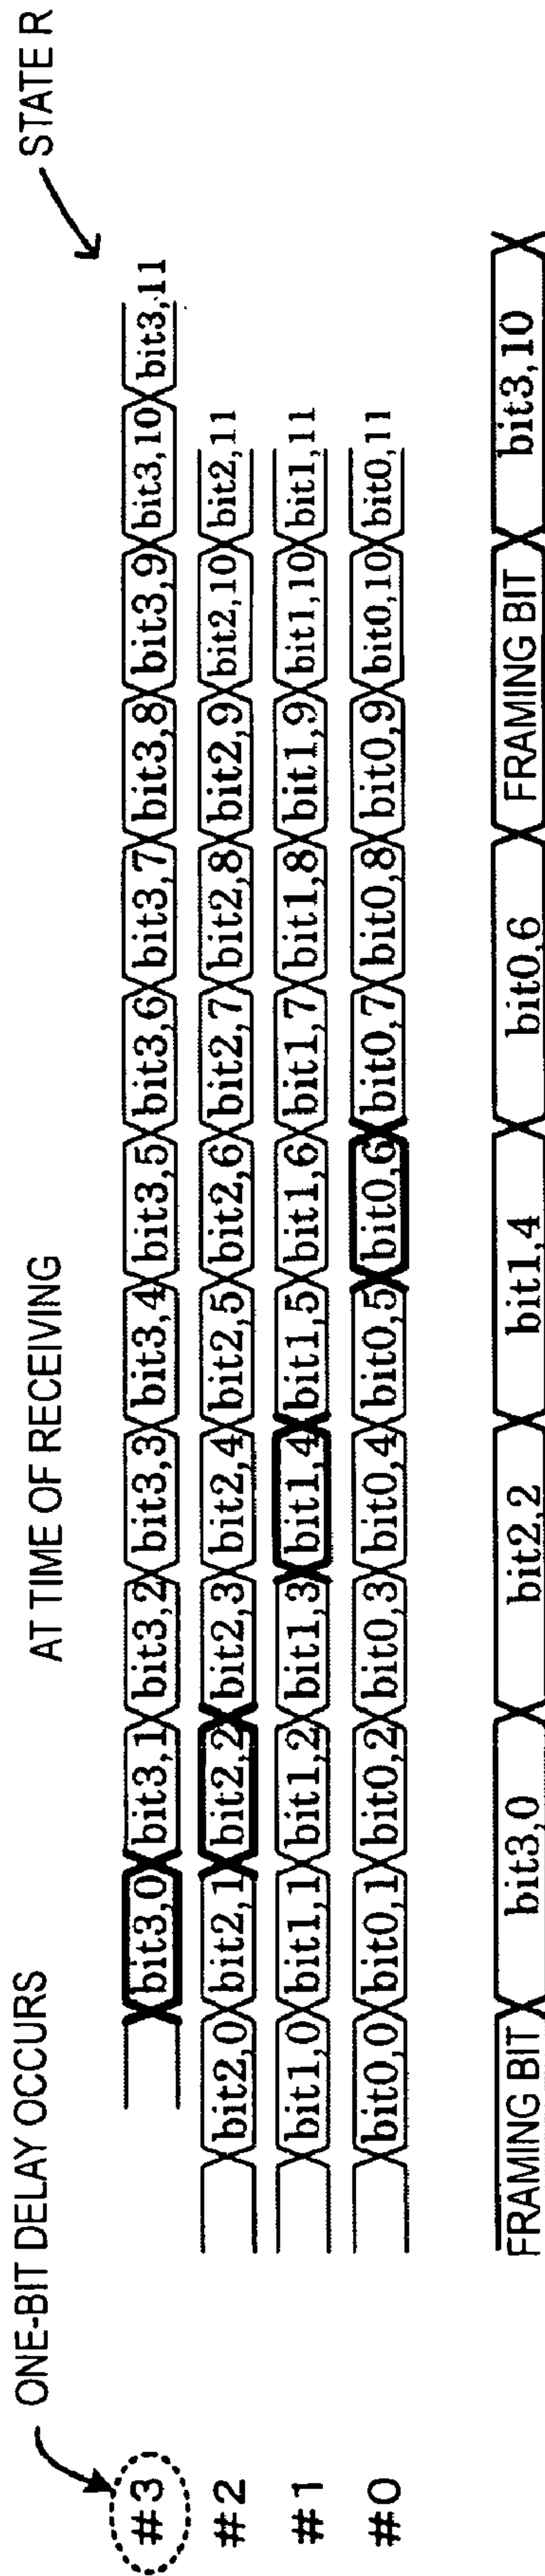 AT TIME OF RECEIVING
ONE-BIT DELAY OCCURS
STATE R
#3 bit3,0 bit3,1 bit3,2 bit3,3 bit3,4 bit3,5 bit3,6 bit3,7 bit3,8 bit3,9 bit3,10 bit3,11
#2 bit2,0 bit2,1 bit2,2 bit2,3 bit2,4 bit2,5 bit2,6 bit2,7 bit2,8 bit2,9 bit2,10 bit2,11
#1 bit1,0 bit1,1 bit1,2 bit1,3 bit1,4 bit1,5 bit1,6 bit1,7 bit1,8 bit1,9 bit1,10 bit1,11
#0 bit0,0 bit0,1 bit0,2 bit0,3 bit0,4 bit0,5 bit0,6 bit0,7 bit0,8 bit0,9 bit0,10 bit0,11
FRAMING BIT bit3,0 bit2,2 bit1,4 bit0,6 FRAMING BIT bit3,10